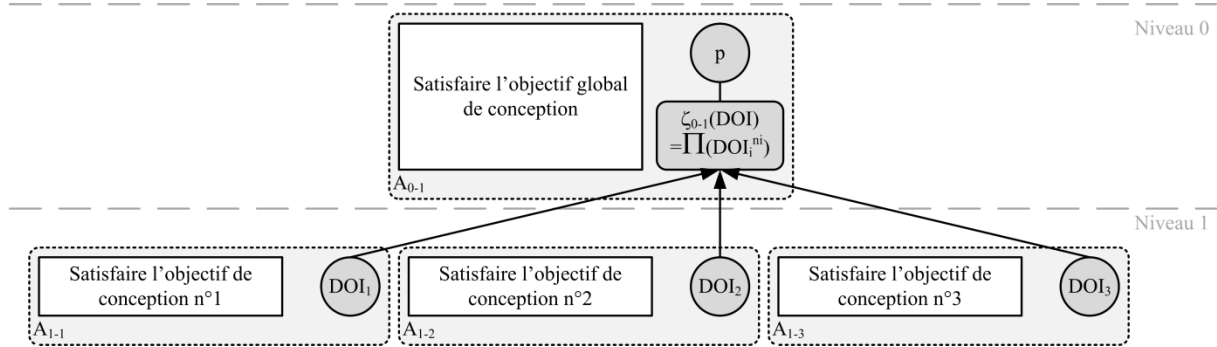 Niveau 0
Satisfaire l’objectif global
de conception
p
ζ0-1(DOI)
=∏(DOIi^ni)
A0-1
Niveau 1
Satisfaire l’objectif de
conception n°1
DOI1
A1-1
Satisfaire l’objectif de
conception n°2
DOI2
A1-2
Satisfaire l’objectif de
conception n°3
DOI3
A1-3